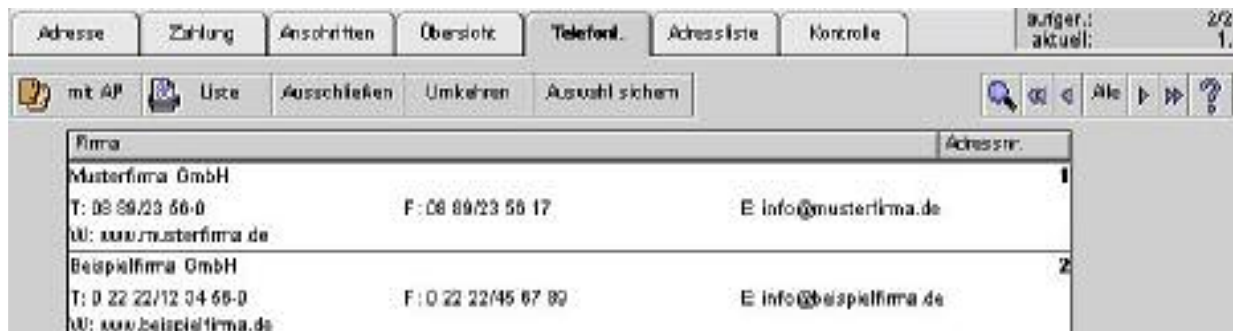 Adresse Zahlung Anschriften Übersicht Telefonl. Adressliste Kontrolle aufger.: 2/2
aktuell: 1.
mit AP Liste Ausschließen Umkehren Auswahl sichern Alle
Firma Adressnr.
Musterfirma GmbH 1
T: 08 89/23 56-0 F: 08 89/23 56 17 E: info@musterfirma.de
W: www.musterfirma.de
Beispielfirma GmbH 2
T: 0 22 22/12 34 56-0 F: 0 22 22/45 67 89 E: info@beispielfirma.de
W: www.beispielfirma.de